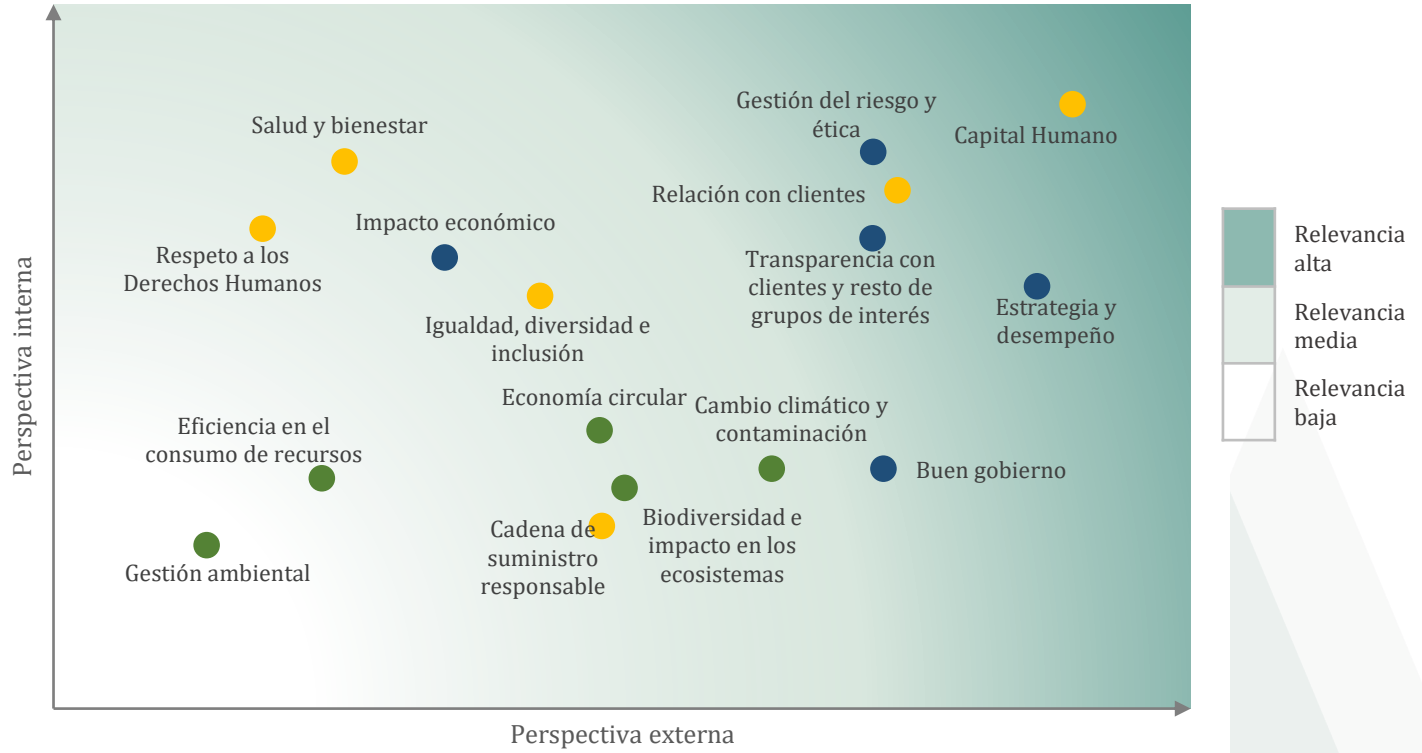 Perspectiva interna
Gestión del riesgo y
ética
Capital Humano
Salud y bienestar
Relación con clientes
Impacto económico
Respeto a los
Derechos Humanos
Transparencia con
clientes y resto de
grupos de interés
Estrategia y
desempeño
Igualdad, diversidad e
inclusión
Economía circular
Cambio climático y
contaminación
Eficiencia en el
consumo de recursos
Buen gobierno
Cadena de
suministro
responsable
Biodiversidad e
impacto en los
ecosistemas
Gestión ambiental
Perspectiva externa
Relevancia
alta
Relevancia
media
Relevancia
baja